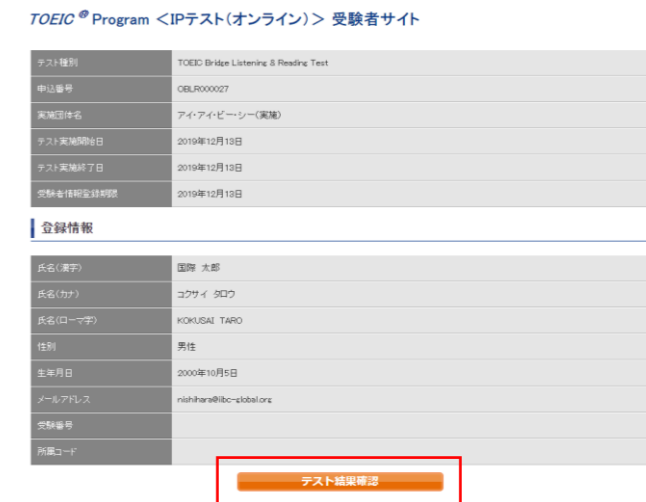 TOEIC® Program <IPテスト(オンライン)> 受験者サイト
テスト種別 TOEIC Bridge Listening & Reading Test
申込番号 OBLR000027
実施団体名 アイ・アイ・ビー・シー(実施)
テスト実施開始日 2019年12月13日
テスト実施終了日 2019年12月13日
受験者情報登録期限 2019年12月13日
登録情報
氏名(漢字) 国際 太郎
氏名(カナ) コクサイ タロウ
氏名(ローマ字) KOKUSAI TARO
性別 男性
生年月日 2000年10月5日
メールアドレス nishihara@iibc-global.org
受験番号
所属コード
テスト結果確認